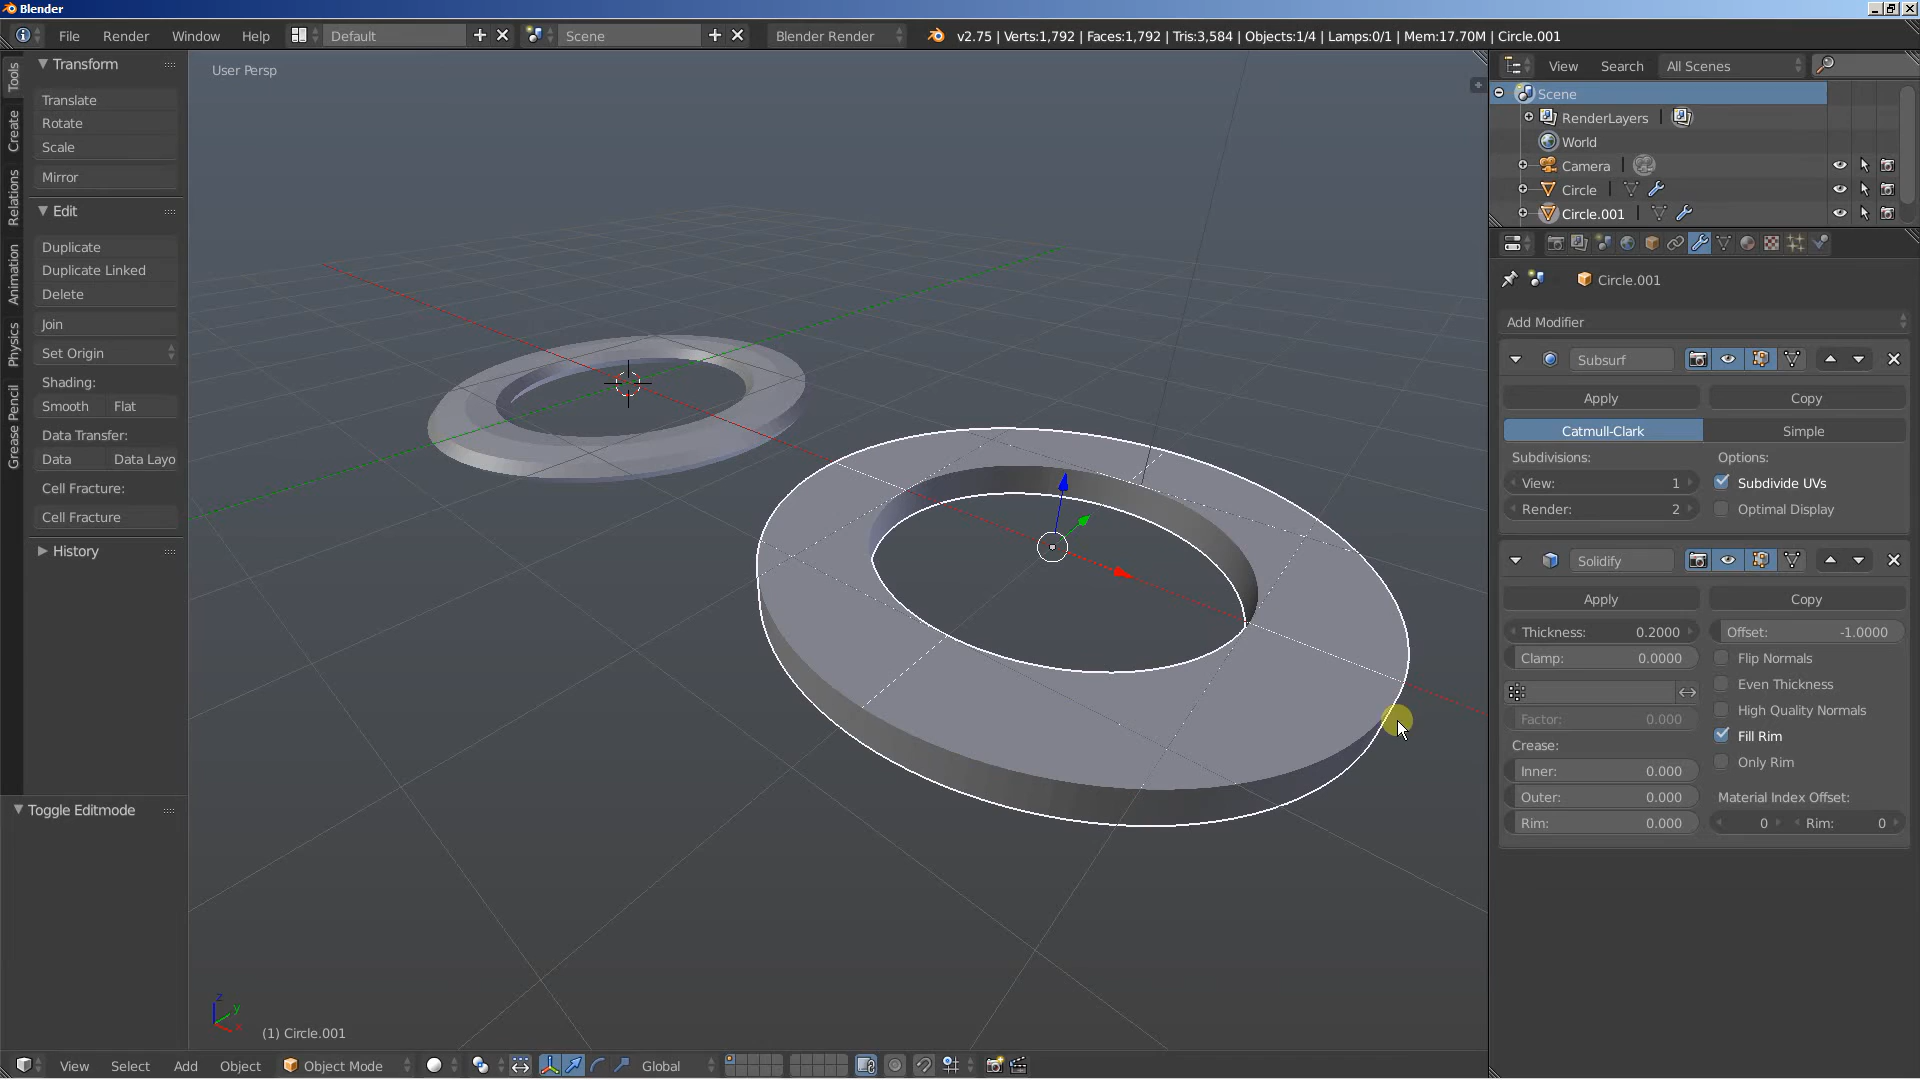 Blender
File Render Window Help Default Scene Blender Render v2.75 | Verts:1,792 | Faces:1,792 | Tris:3,584 | Objects:1/4 | Lamps:0/1 | Mem:17.70M | Circle.001
Tools
Create
Relations
Animation
Physics
Grease Pencil
Transform
Translate
Rotate
Scale
Mirror
Edit
Duplicate
Duplicate Linked
Delete
Join
Set Origin
Shading:
Smooth Flat
Data Transfer:
Data Data Layo
Cell Fracture:
Cell Fracture
History
Toggle Editmode
User Persp
z
y
x
(1) Circle.001
View Select Add Object Object Mode Global
View Search All Scenes
Scene
RenderLayers
World
Camera
Circle
Circle.001
Circle.001
Add Modifier
Subsurf
Apply Copy
Catmull-Clark Simple
Subdivisions: Options:
View: 1 Subdivide UVs
Render: 2 Optimal Display
Solidify
Apply Copy
Thickness: 0.2000 Offset: -1.0000
Clamp: 0.0000 Flip Normals
Even Thickness
High Quality Normals
Factor: 0.000
Fill Rim
Crease:
Only Rim
Inner: 0.000
Outer: 0.000 Material Index Offset:
Rim: 0.000 0 Rim: 0